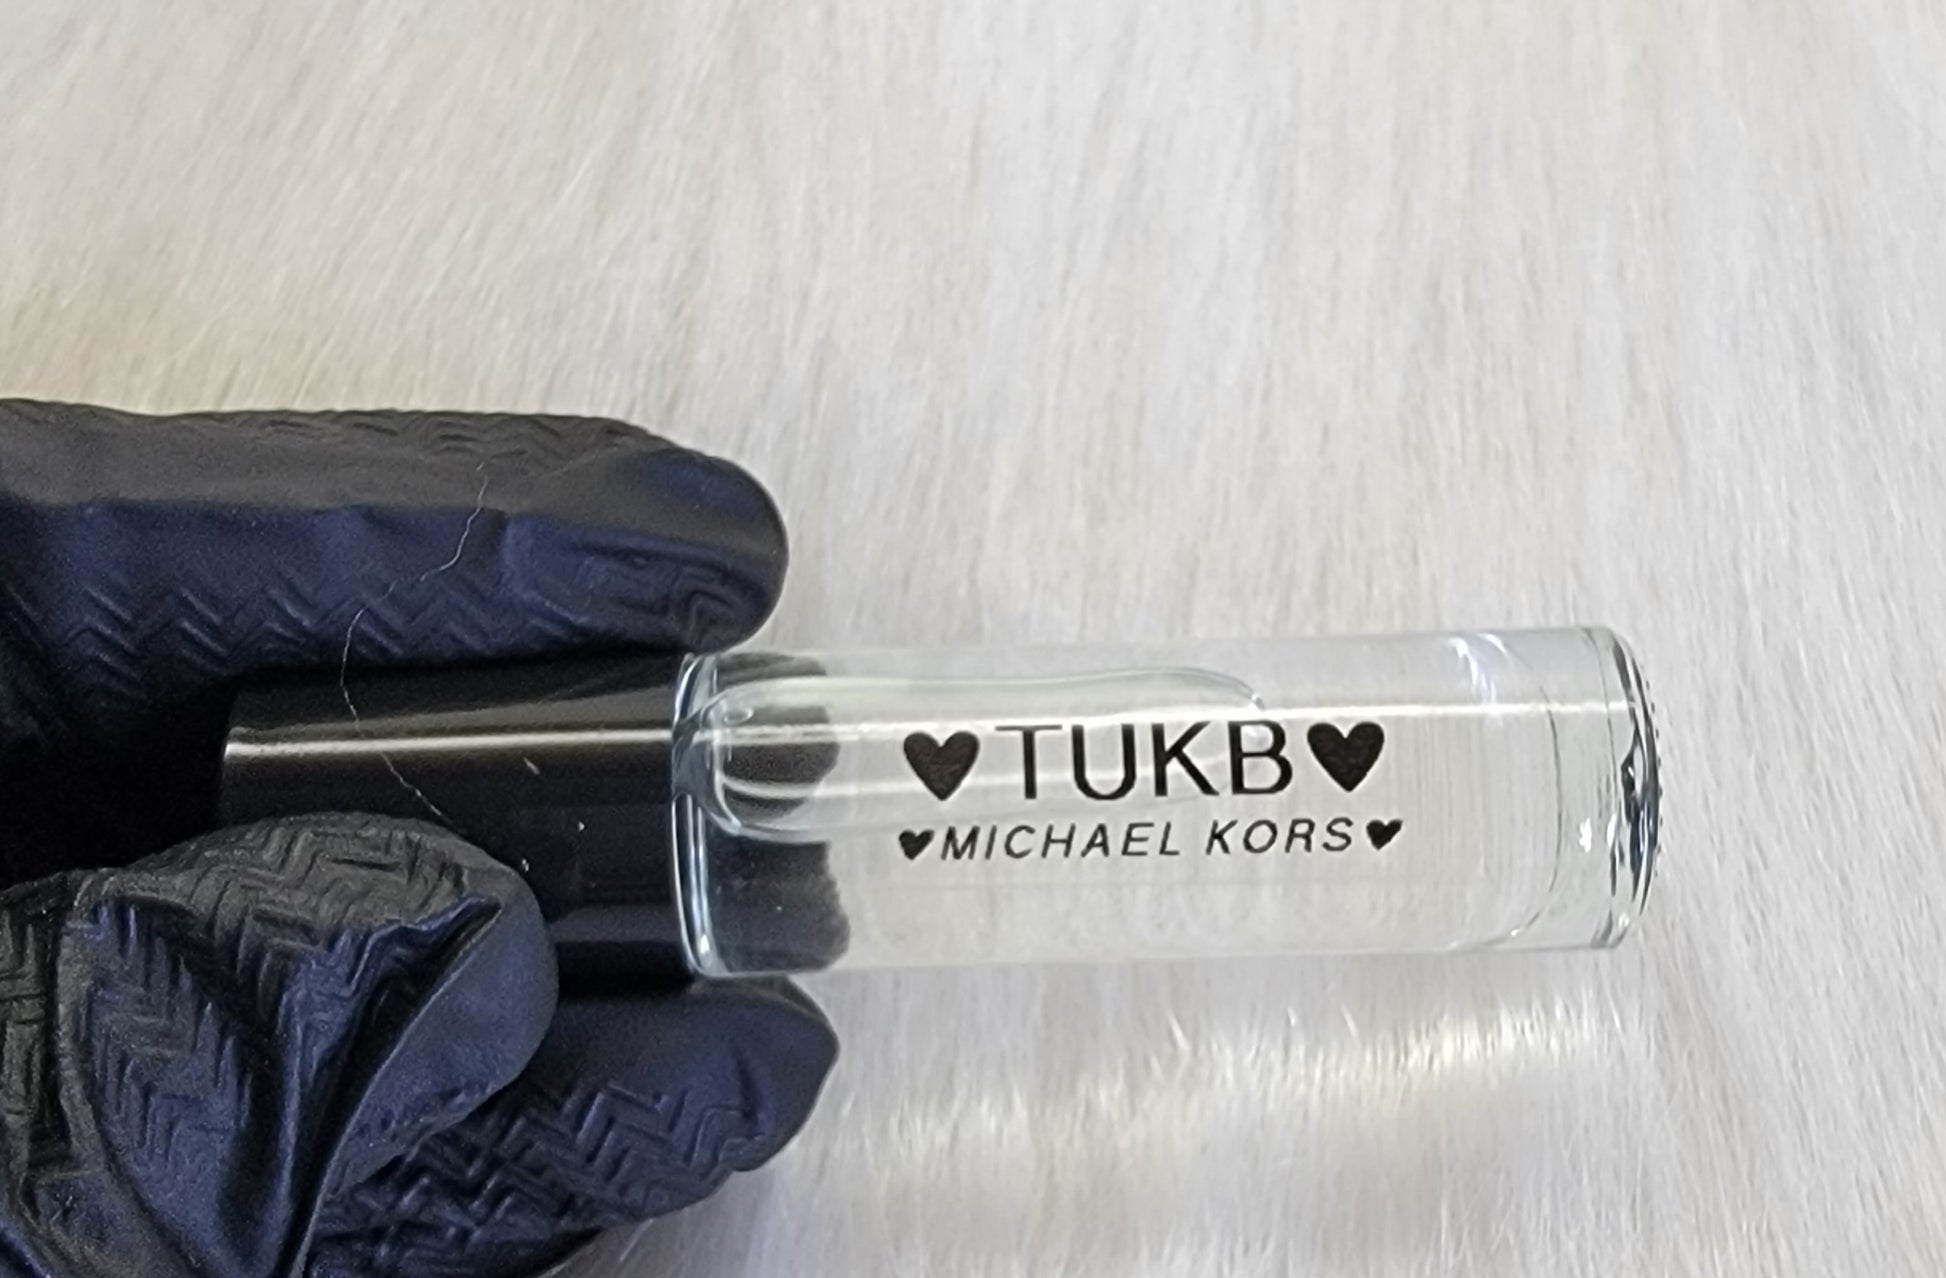 ♥TUKB♥
♥MICHAEL KORS♥